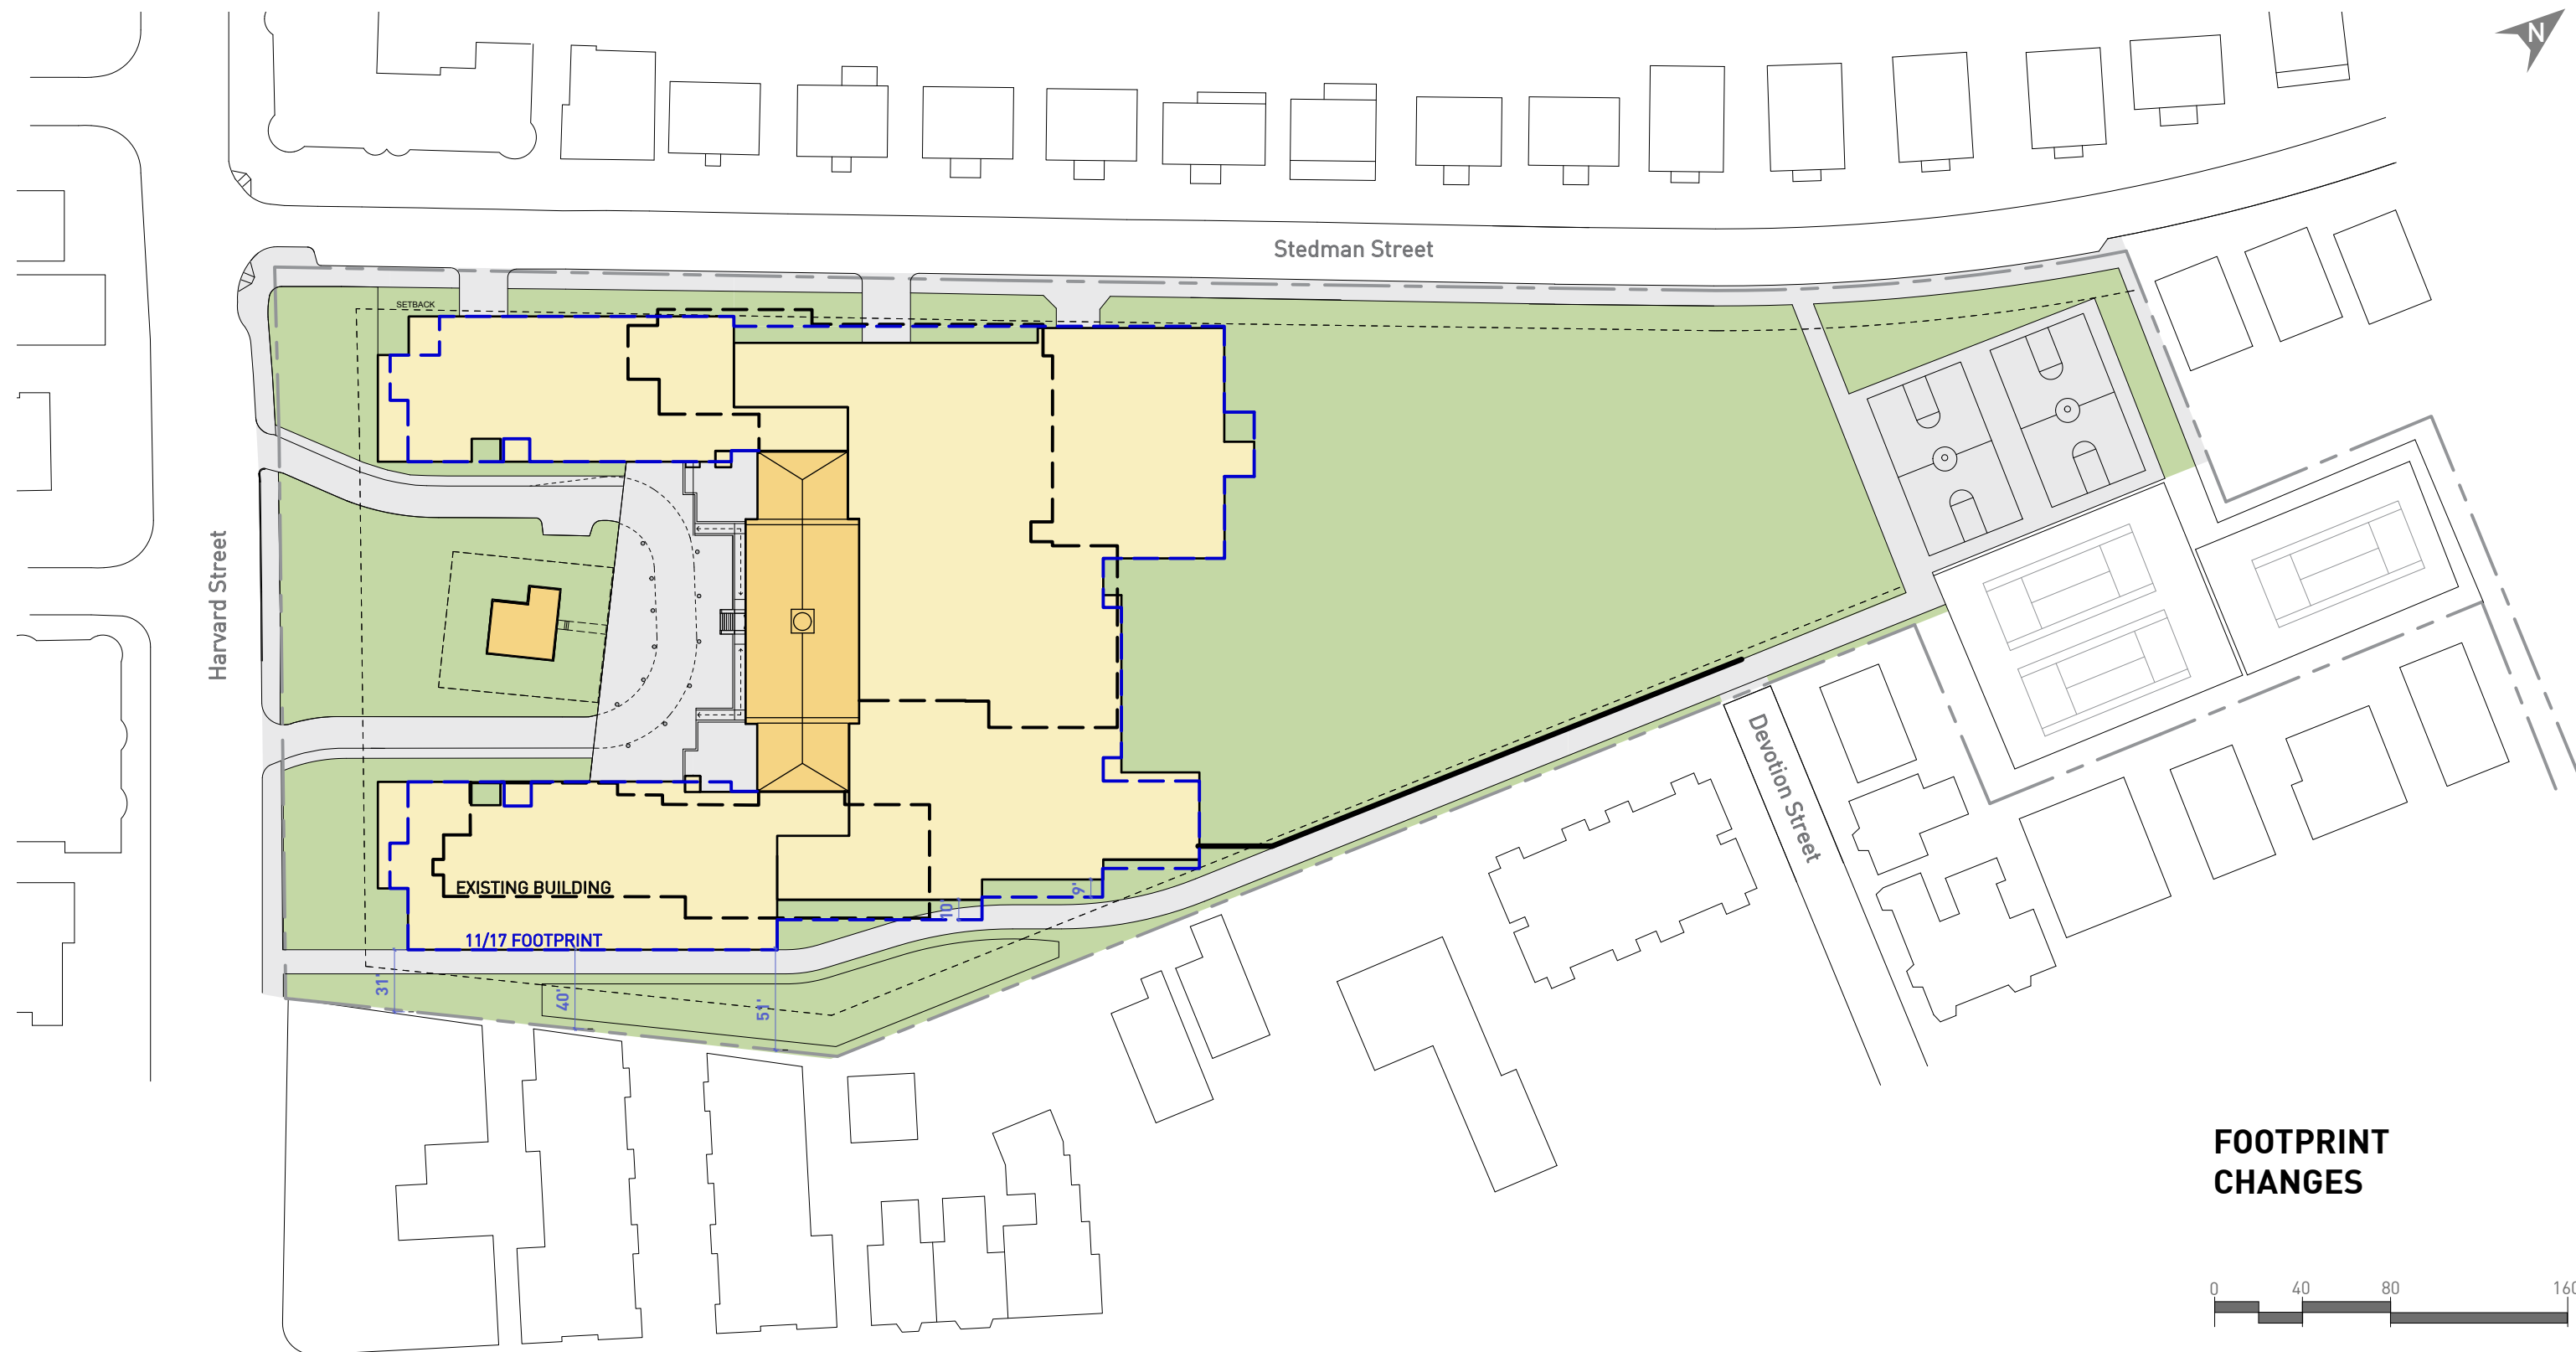 N
Stedman Street
SETBACK
Harvard Street
Devotion Street
EXISTING BUILDING
9'
10'
11/17 FOOTPRINT
31'
40'
51'
FOOTPRINT
CHANGES
0 40 80 160